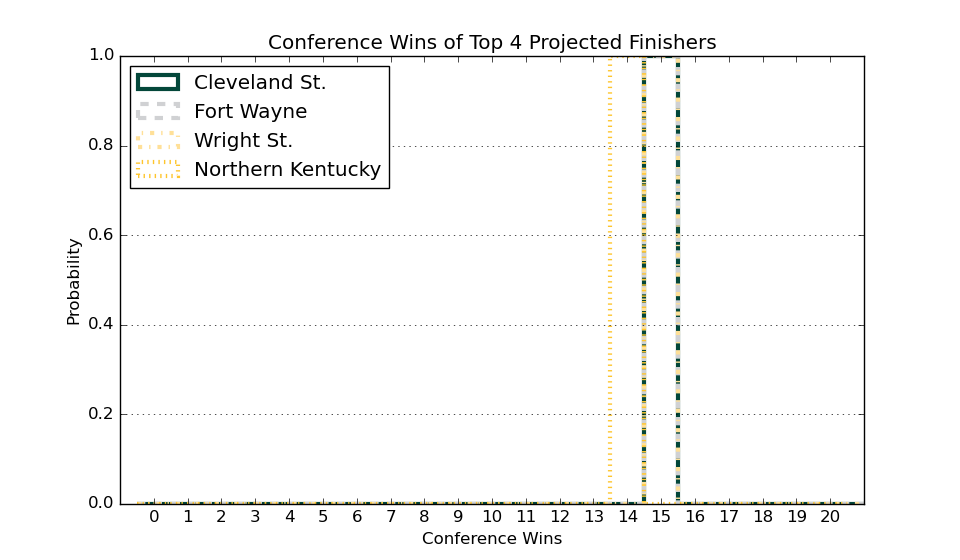 Conference Wins of Top 4 Projected Finishers
1.0
Cleveland St.
Fort Wayne
Wright St.
Northern Kentucky
0.8
0.6
0.4
0.2
0.0
Probability
0 1 2 3 4 5 6 7 8 9 10 11 12 13 14 15 16 17 18 19 20
Conference Wins